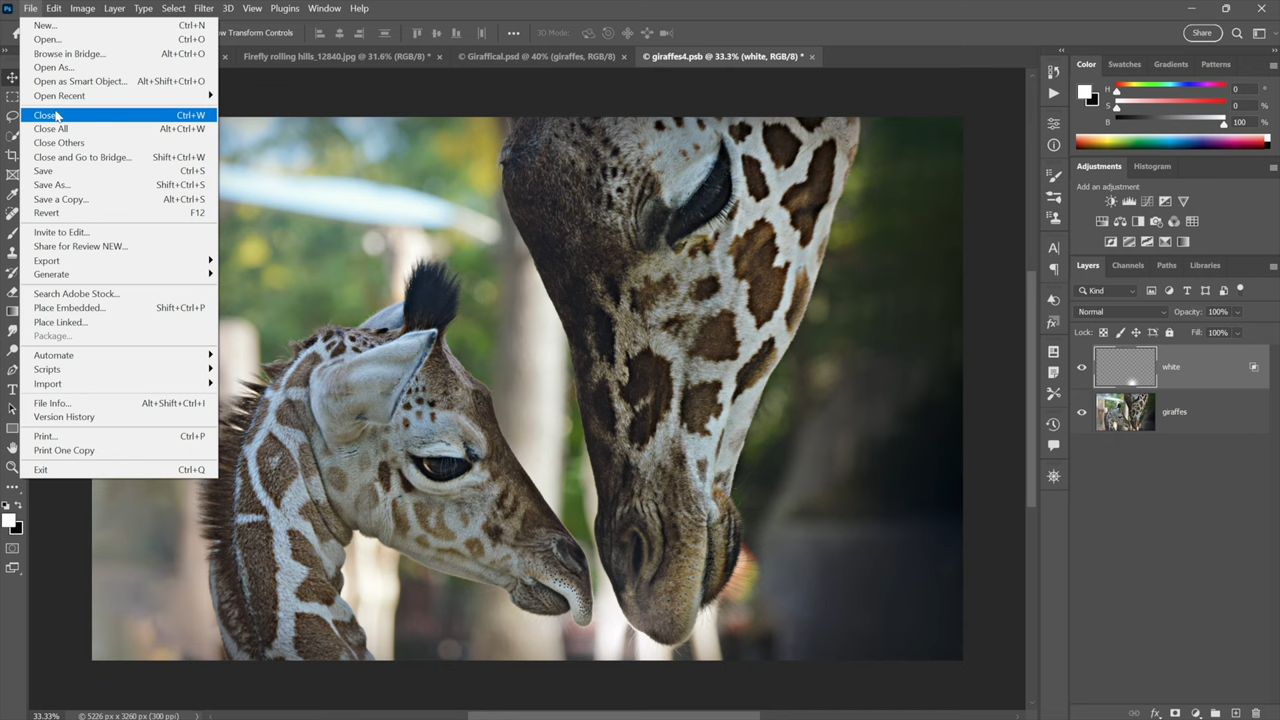 Ps File Edit Image Layer Type Select Filter 3D View Plugins Window Help
w Transform Controls 3D Mode: Share
Firefly rolling hills_12840.jpg @ 31.6% (RGB/8) * × © Giraffical.psd @ 40% (giraffes, RGB/8) × © giraffes4.psb @ 33.3% (white, RGB/8) * ×
New... Ctrl+N
Open... Ctrl+O
Browse in Bridge... Alt+Ctrl+O
Open As...
Open as Smart Object... Alt+Shift+Ctrl+O
Open Recent
Close Ctrl+W
Close All Alt+Ctrl+W
Close Others
Close and Go to Bridge... Shift+Ctrl+W
Save Ctrl+S
Save As... Shift+Ctrl+S
Save a Copy... Alt+Ctrl+S
Revert F12
Invite to Edit...
Share for Review NEW...
Export
Generate
Search Adobe Stock...
Place Embedded... Shift+Ctrl+P
Place Linked...
Package...
Automate
Scripts
Import
File Info... Alt+Shift+Ctrl+I
Version History
Print... Ctrl+P
Print One Copy
Exit Ctrl+Q
Color Swatches Gradients Patterns
H 0 °
S 0 %
B 100 %
Adjustments Histogram
Add an adjustment
Layers Channels Paths Libraries
Kind
Normal Opacity: 100%
Lock: Fill: 100%
white
giraffes
33.33% © 5226 px x 3260 px (300 ppi)